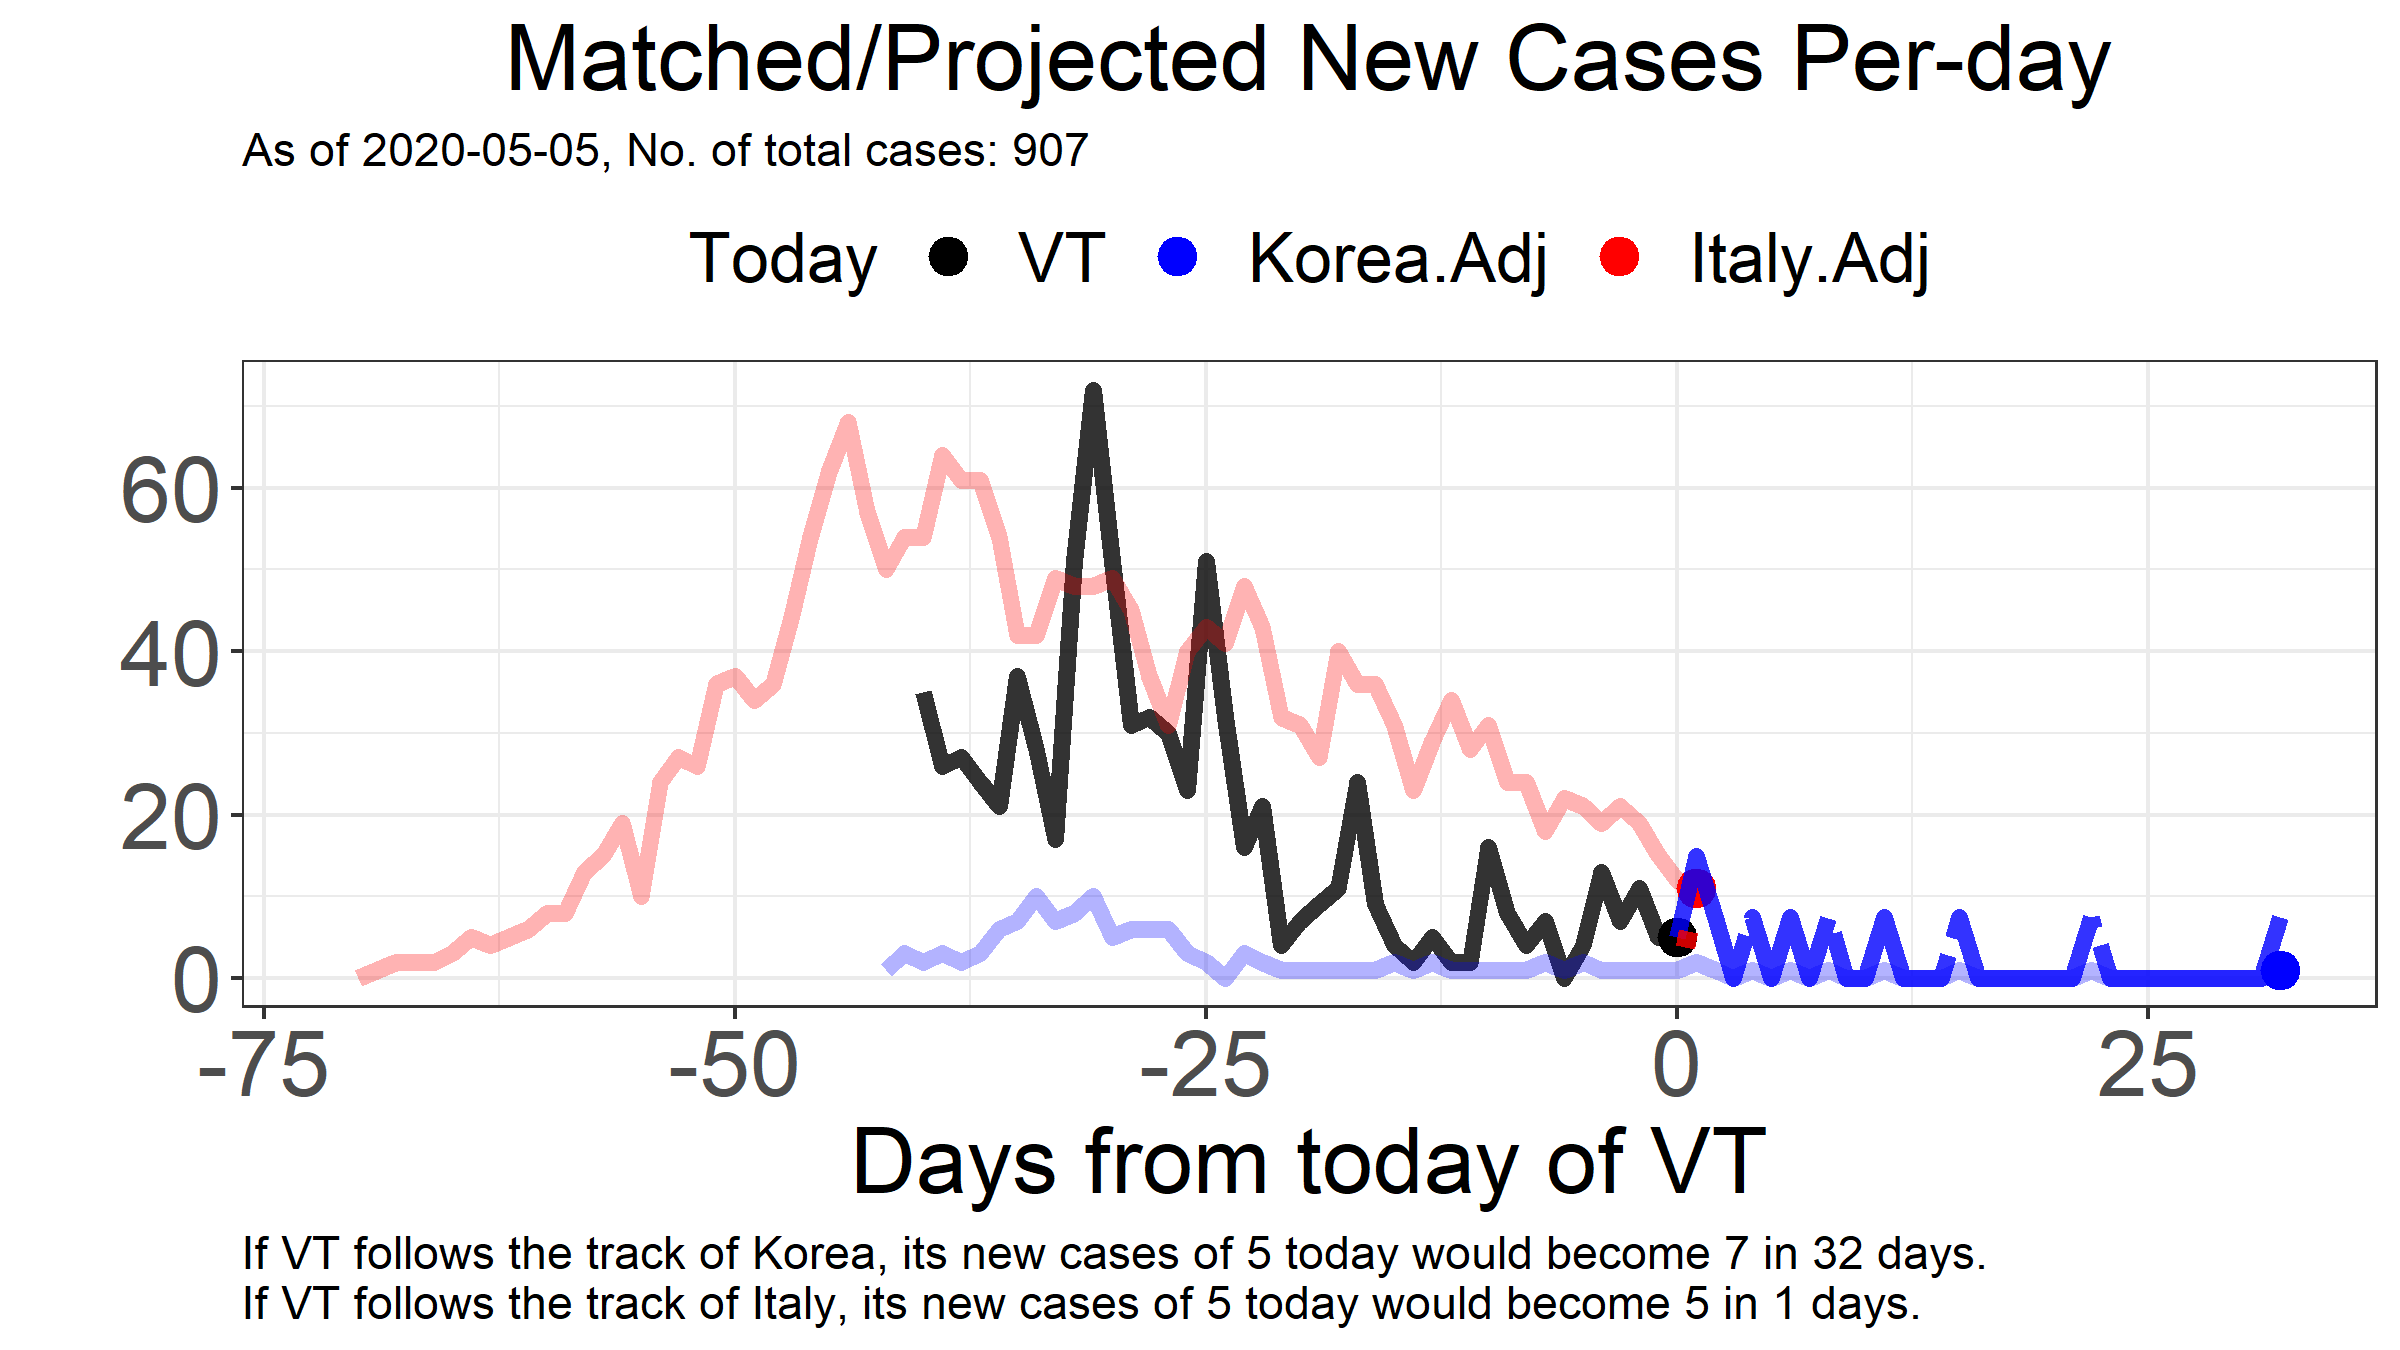 Matched/Projected New Cases Per-day
As of 2020-05-05, No. of total cases: 907
Today VT Korea.Adj Italy.Adj
60
40
20
0
-75 -50 -25 0 25
Days from today of VT
If VT follows the track of Korea, its new cases of 5 today would become 7 in 32 days.
If VT follows the track of Italy, its new cases of 5 today would become 5 in 1 days.